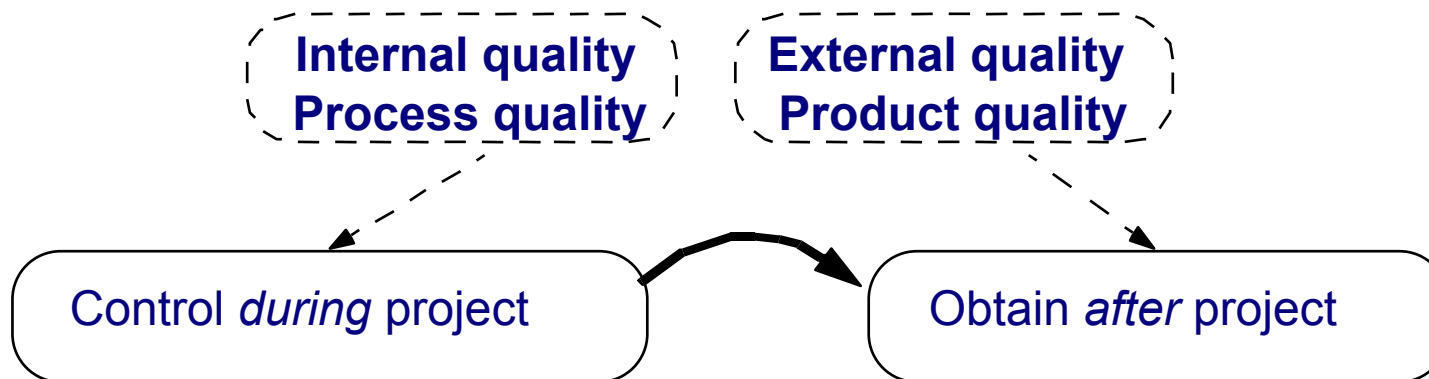 Internal quality
Process quality
External quality
Product quality
Control during project
Obtain after project